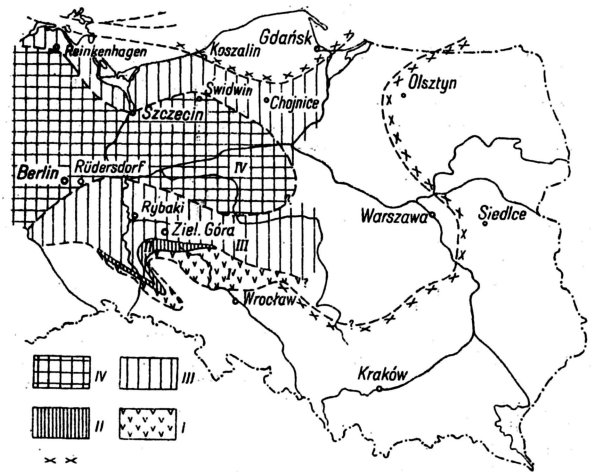 Gdańsk
Reinkenhagen
Koszalin
Świdwin
Chojnice
Olsztyn
Szczecin
IV
Berlin
Rüdersdorf
Rybaki
Warszawa
Siedlce
Ziel. Góra
III
I
Wrocław
Kraków
IV
III
II
I